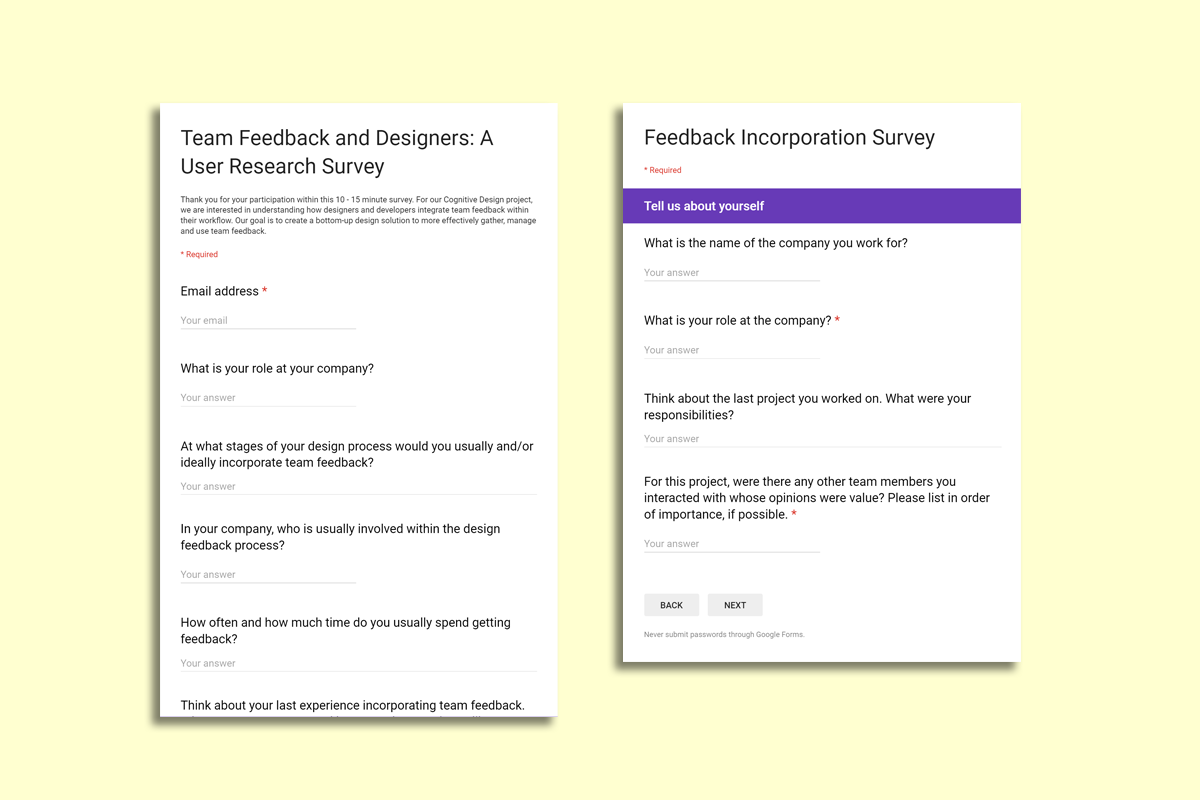 Team Feedback and Designers: A
User Research Survey
Thank you for your participation within this 10 - 15 minute survey. For our Cognitive Design project,
we are interested in understanding how designers and developers integrate team feedback within
their workflow. Our goal is to create a bottom-up design solution to more effectively gather, manage
and use team feedback.
* Required
Email address *
Your email
What is your role at your company?
Your answer
At what stages of your design process would you usually and/or
ideally incorporate team feedback?
Your answer
In your company, who is usually involved within the design
feedback process?
Your answer
How often and how much time do you usually spend getting
feedback?
Your answer
Think about your last experience incorporating team feedback.
Feedback Incorporation Survey
* Required
Tell us about yourself
What is the name of the company you work for?
Your answer
What is your role at the company? *
Your answer
Think about the last project you worked on. What were your
responsibilities?
Your answer
For this project, were there any other team members you
interacted with whose opinions were value? Please list in order
of importance, if possible. *
Your answer
BACK NEXT
Never submit passwords through Google Forms.